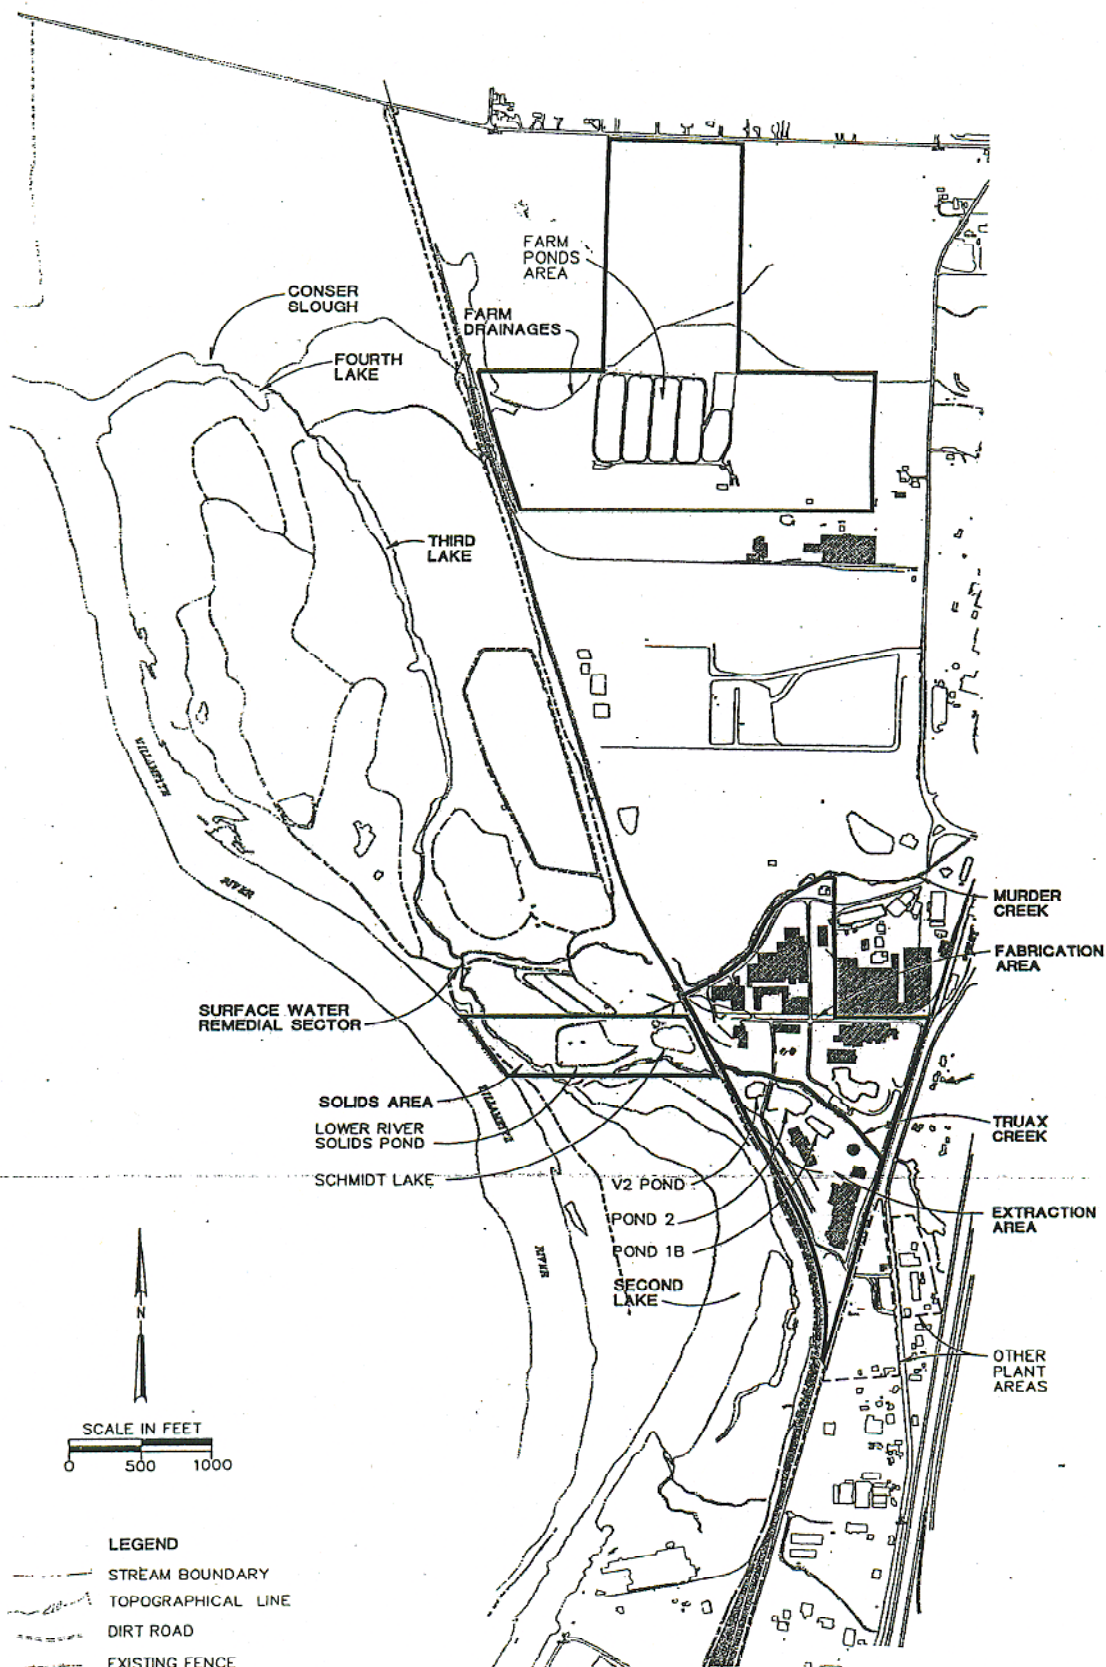 FARM
PONDS
AREA
CONSER
SLOUGH
FARM
DRAINAGES
FOURTH
LAKE
THIRD
LAKE
WILLAMETTE
RIVER
MURDER
CREEK
FABRICATION
AREA
SURFACE WATER
REMEDIAL SECTOR
SOLIDS AREA
LOWER RIVER
SOLIDS POND
SCHMIDT LAKE
WILLAMETTE
RIVER
TRUAX
CREEK
V2 POND
POND 2
POND 1B
EXTRACTION
AREA
SECOND
LAKE
OTHER
PLANT
AREAS
N
SCALE IN FEET
0 500 1000
LEGEND
STREAM BOUNDARY
TOPOGRAPHICAL LINE
DIRT ROAD
EXISTING FENCE